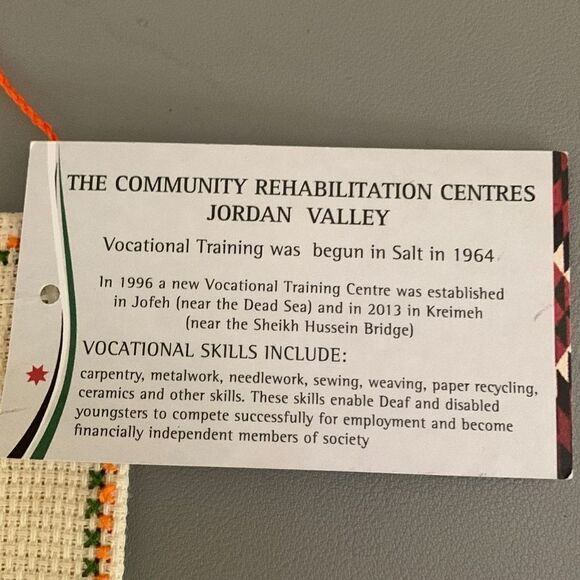 THE COMMUNITY REHABILITATION CENTRES
JORDAN VALLEY
Vocational Training was begun in Salt in 1964
In 1996 a new Vocational Training Centre was established
in Jofeh (near the Dead Sea) and in 2013 in Kreimeh
(near the Sheikh Hussein Bridge)
VOCATIONAL SKILLS INCLUDE:
carpentry, metalwork, needlework, sewing, weaving, paper recycling,
ceramics and other skills. These skills enable Deaf and disabled
youngsters to compete successfully for employment and become
financially independent members of society